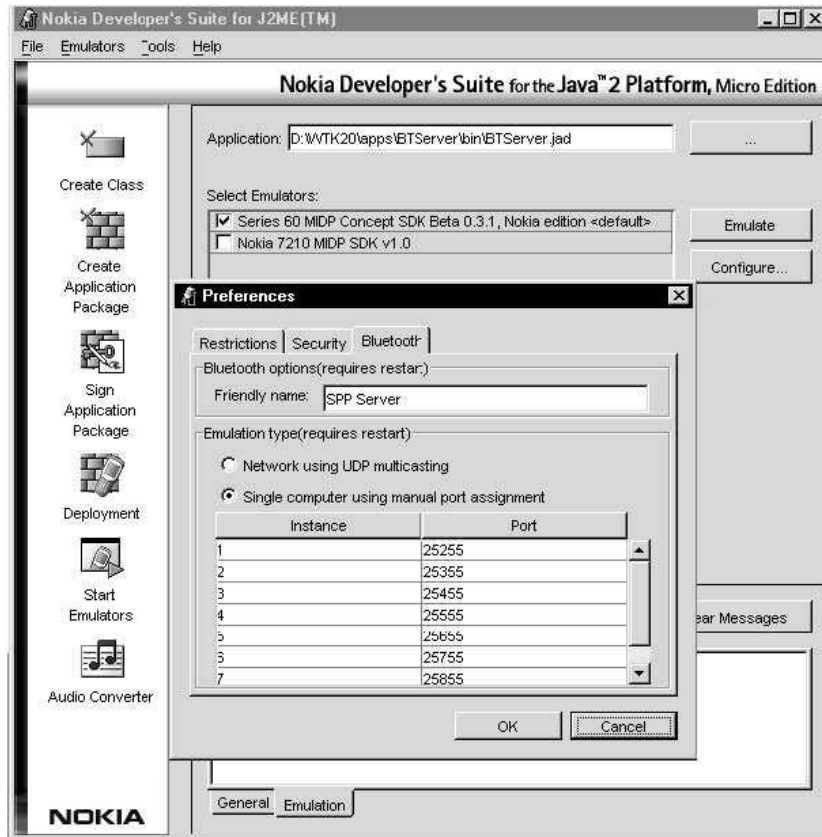 Nokia Developer's Suite for J2ME(TM)
File Emulators Tools Help
Nokia Developer's Suite for the Java™ 2 Platform, Micro Edition
Application: D:\WTK20\apps\BTServer\bin\BTServer.jad ...
Create Class
Select Emulators:
Series 60 MIDP Concept SDK Beta 0.3.1, Nokia edition <default> Emulate
Nokia 7210 MIDP SDK v1.0
Configure...
Create
Application
Package
Preferences
Restrictions Security Bluetooth
Bluetooth options(requires restart)
Friendly name: SPP Server
Sign
Application
Package
Emulation type(requires restart)
Network using UDP multicasting
Single computer using manual port assignment
Deployment
Instance Port
1 25255
2 25355
3 25455
4 25555
5 25655
6 25755
7 25855
Start
Emulators
ear Messages
Audio Converter
OK Cancel
General Emulation
NOKIA